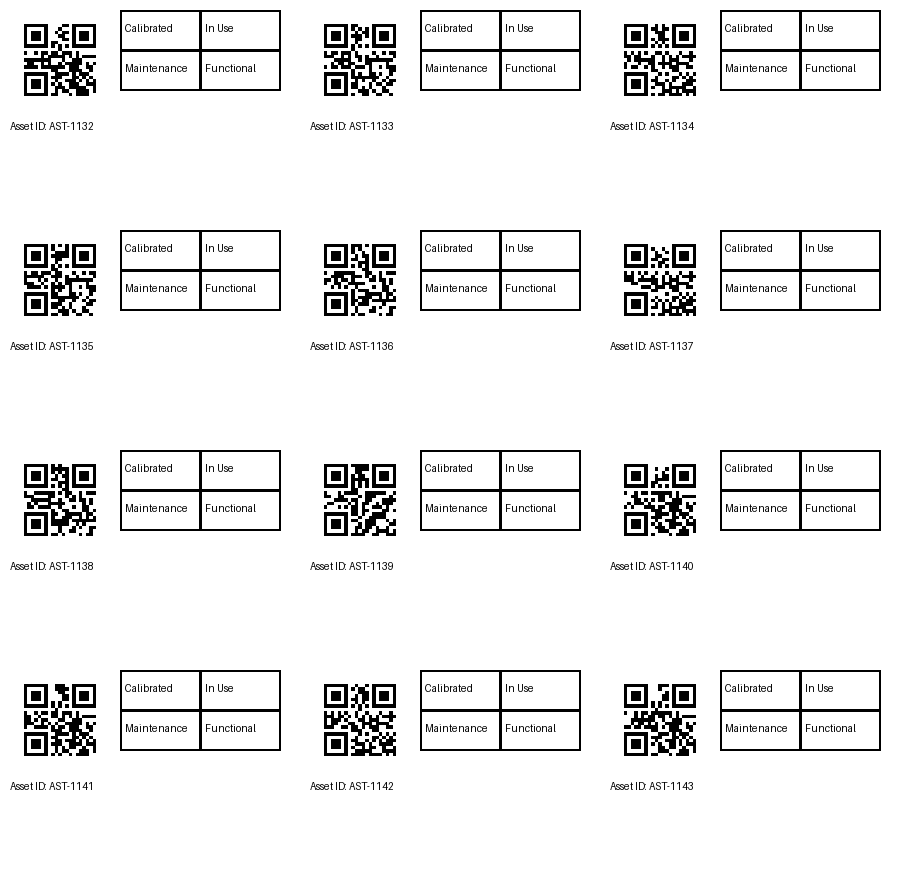 Calibrated In Use Calibrated In Use Calibrated In Use
Maintenance Functional Maintenance Functional Maintenance Functional
Asset ID: AST-1132 Asset ID: AST-1133 Asset ID: AST-1134
Calibrated In Use Calibrated In Use Calibrated In Use
Maintenance Functional Maintenance Functional Maintenance Functional
Asset ID: AST-1135 Asset ID: AST-1136 Asset ID: AST-1137
Calibrated In Use Calibrated In Use Calibrated In Use
Maintenance Functional Maintenance Functional Maintenance Functional
Asset ID: AST-1138 Asset ID: AST-1139 Asset ID: AST-1140
Calibrated In Use Calibrated In Use Calibrated In Use
Maintenance Functional Maintenance Functional Maintenance Functional
Asset ID: AST-1141 Asset ID: AST-1142 Asset ID: AST-1143